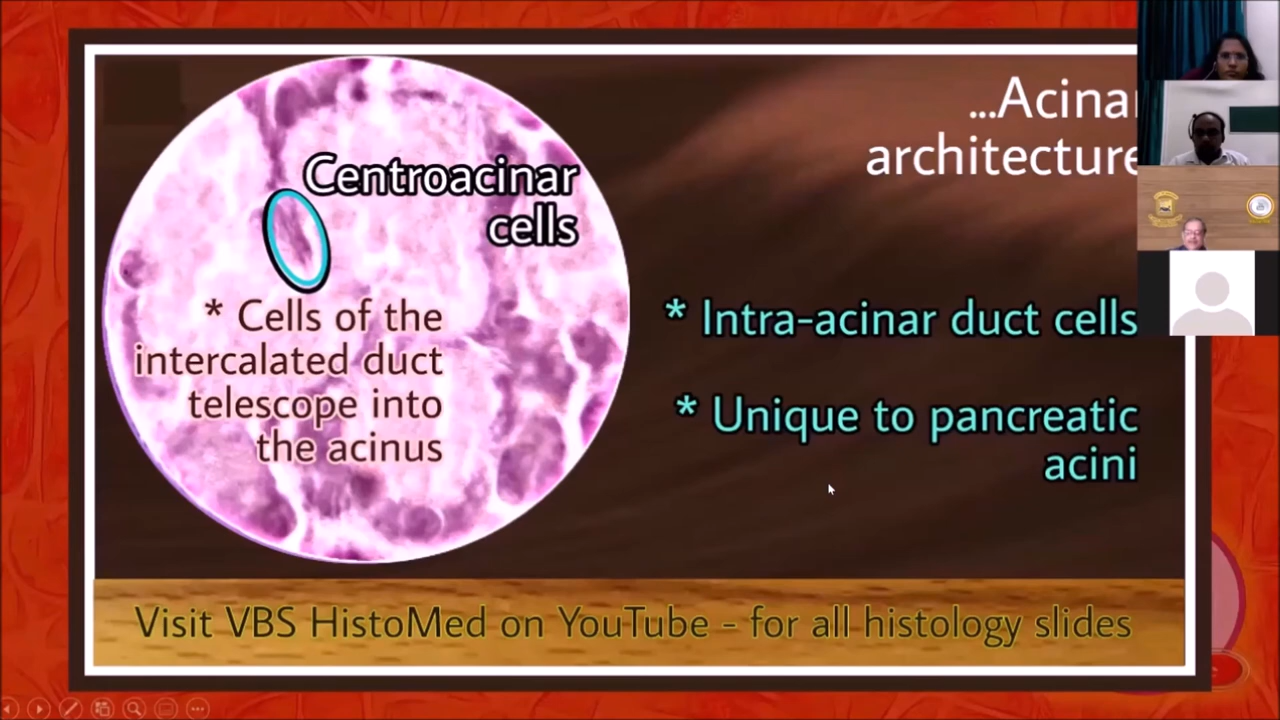 ...Acinar
architecture
Centroacinar
cells
* Cells of the
intercalated duct
telescope into
the acinus
* Intra-acinar duct cells
* Unique to pancreatic
acini
Visit VBS HistoMed on YouTube - for all histology slides